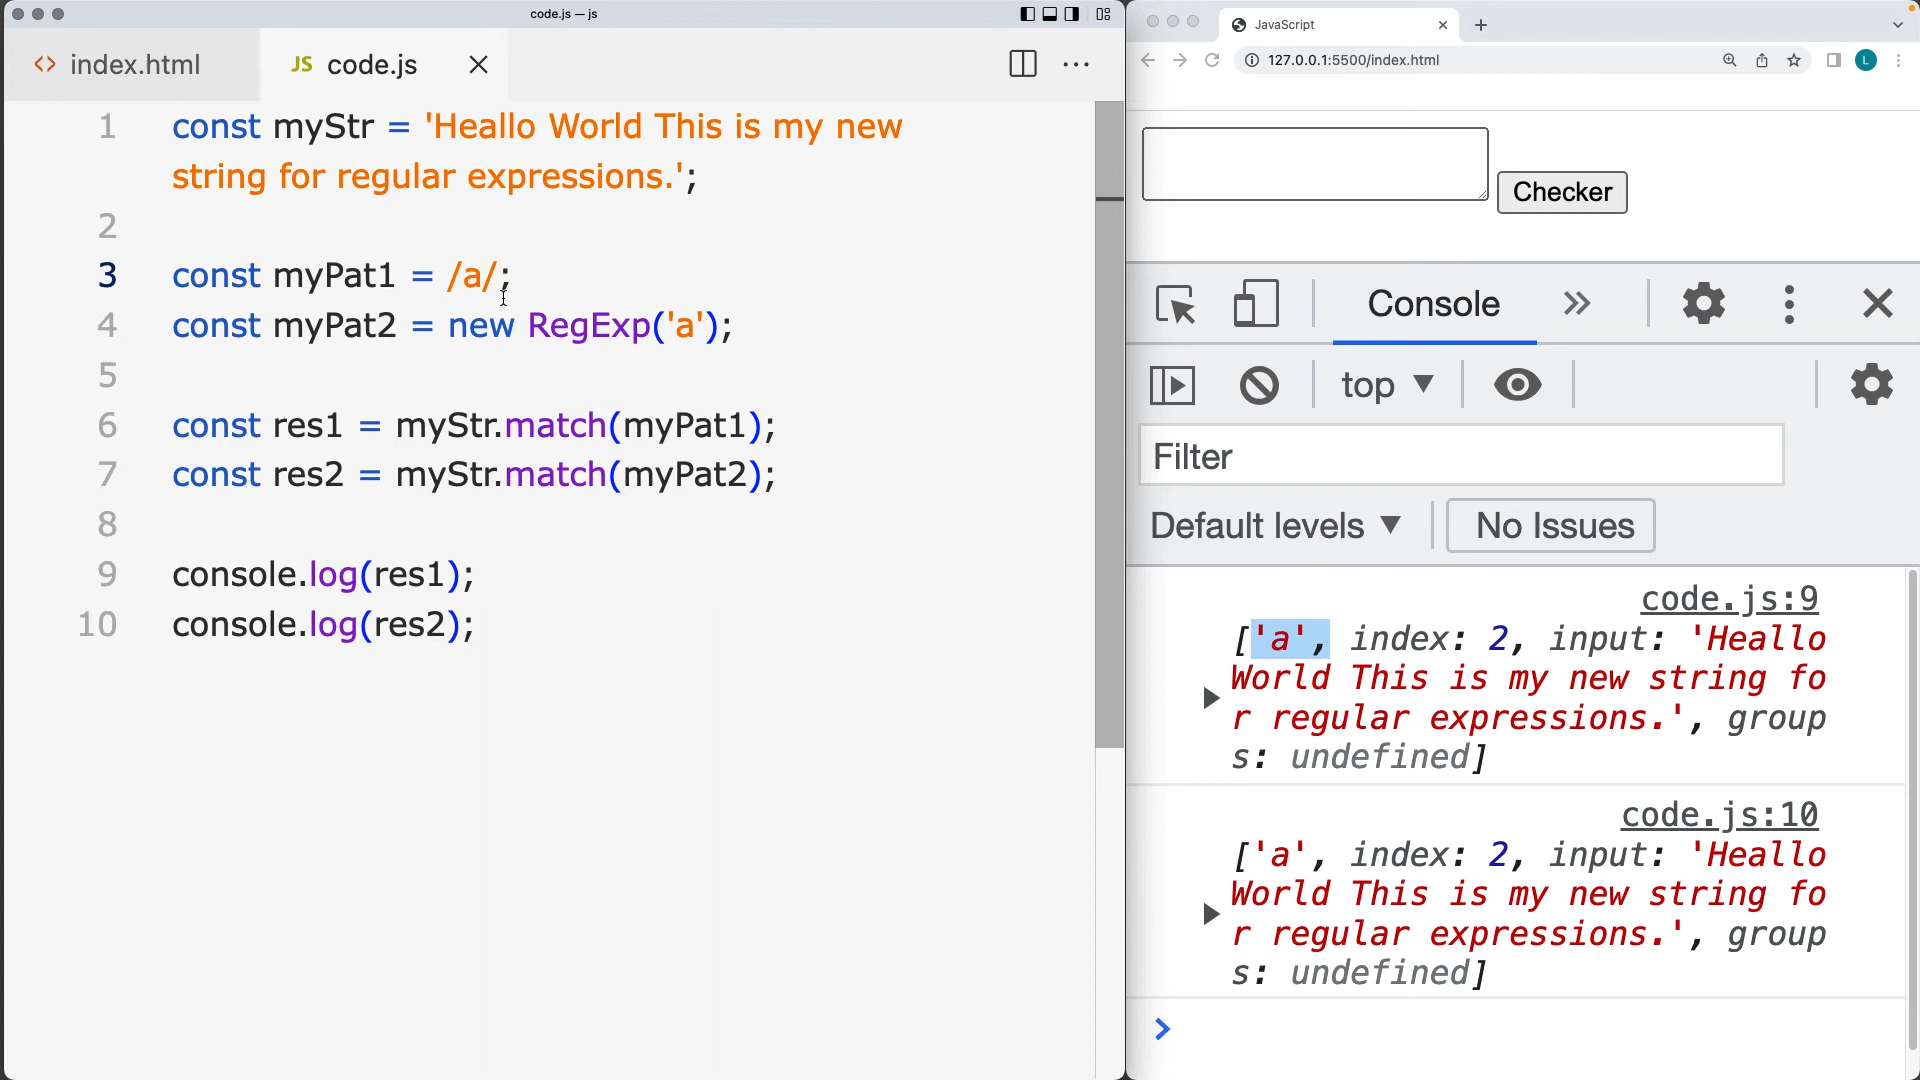 code.js — js
index.html
JS code.js
1 const myStr = 'Heallo World This is my new
string for regular expressions.';
2
3 const myPat1 = /a/;
4 const myPat2 = new RegExp('a');
5
6 const res1 = myStr.match(myPat1);
7 const res2 = myStr.match(myPat2);
8
9 console.log(res1);
10 console.log(res2);
JavaScript
127.0.0.1:5500/index.html
L
Checker
Console
top
Filter
Default levels
No Issues
code.js:9
['a', index: 2, input: 'Heallo
World This is my new string fo
r regular expressions.', group
s: undefined]
code.js:10
['a', index: 2, input: 'Heallo
World This is my new string fo
r regular expressions.', group
s: undefined]